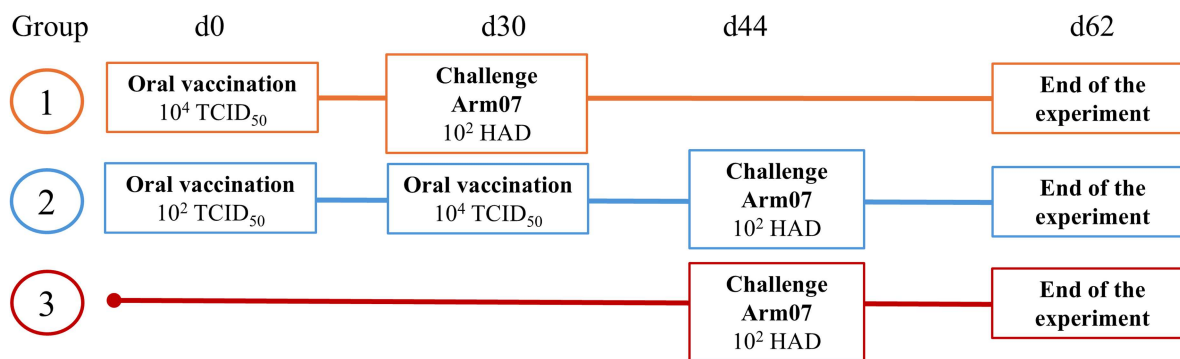 Group d0 d30 d44 d62
1
Oral vaccination
10⁴ TCID₅₀
Challenge
Arm07
10² HAD
End of the
experiment
2
Oral vaccination
10² TCID₅₀
Oral vaccination
10⁴ TCID₅₀
Challenge
Arm07
10² HAD
End of the
experiment
3
Challenge
Arm07
10² HAD
End of the
experiment